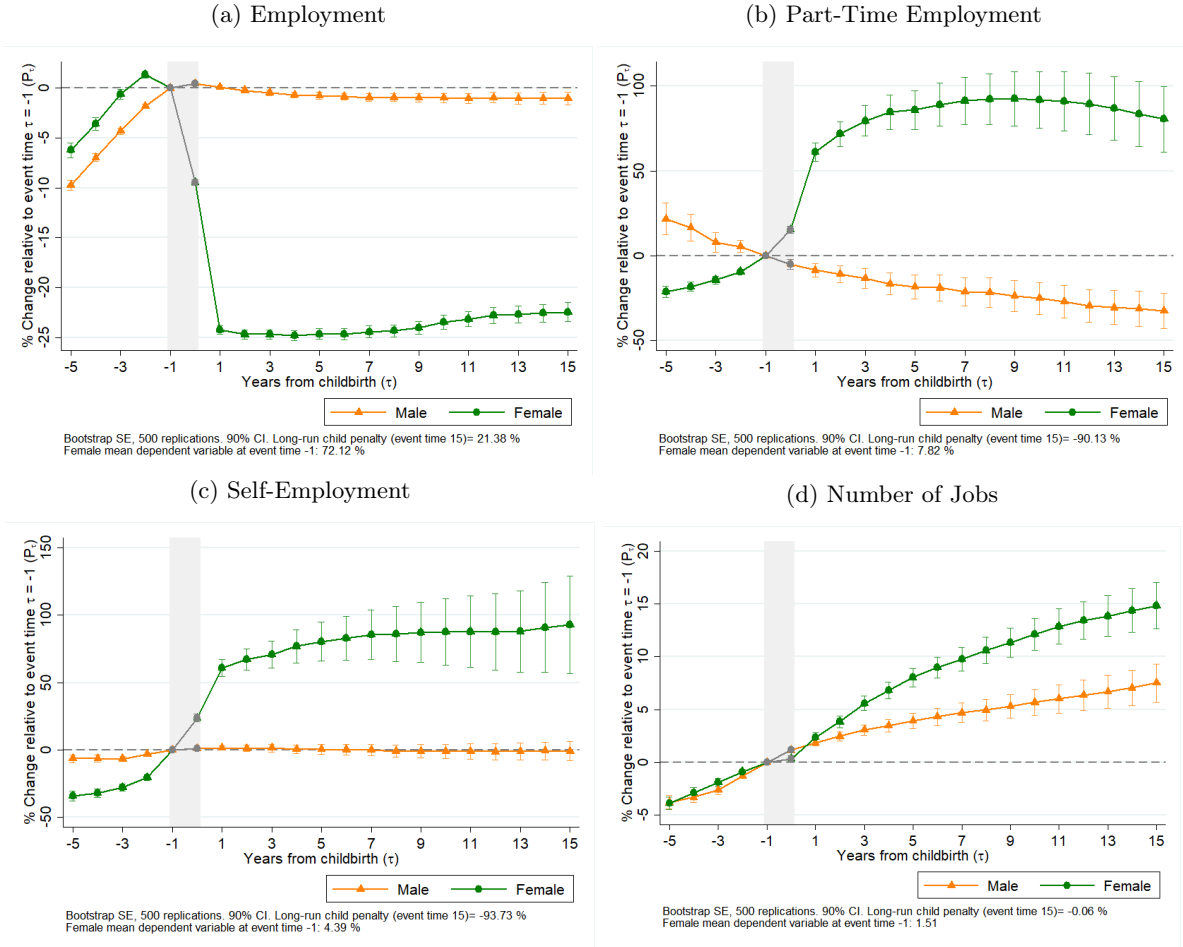 (a) Employment
% Change relative to event time τ = -1 (Pτ)
0
-5
-10
-15
-20
-25
-5 -3 -1 1 3 5 7 9 11 13 15
Years from childbirth (τ)
Male Female
Bootstrap SE, 500 replications. 90% CI. Long-run child penalty (event time 15)= 21.38 %
Female mean dependent variable at event time -1: 72.12 %
(b) Part-Time Employment
% Change relative to event time τ = -1 (Pτ)
100
50
0
-50
-5 -3 -1 1 3 5 7 9 11 13 15
Years from childbirth (τ)
Male Female
Bootstrap SE, 500 replications. 90% CI. Long-run child penalty (event time 15)= -90.13 %
Female mean dependent variable at event time -1: 7.82 %
(c) Self-Employment
% Change relative to event time τ = -1 (Pτ)
150
100
50
0
-50
-5 -3 -1 1 3 5 7 9 11 13 15
Years from childbirth (τ)
Male Female
Bootstrap SE, 500 replications. 90% CI. Long-run child penalty (event time 15)= -93.73 %
Female mean dependent variable at event time -1: 4.39 %
(d) Number of Jobs
% Change relative to event time τ = -1 (Pτ)
20
15
10
5
0
-5
-5 -3 -1 1 3 5 7 9 11 13 15
Years from childbirth (τ)
Male Female
Bootstrap SE, 500 replications. 90% CI. Long-run child penalty (event time 15)= -0.06 %
Female mean dependent variable at event time -1: 1.51